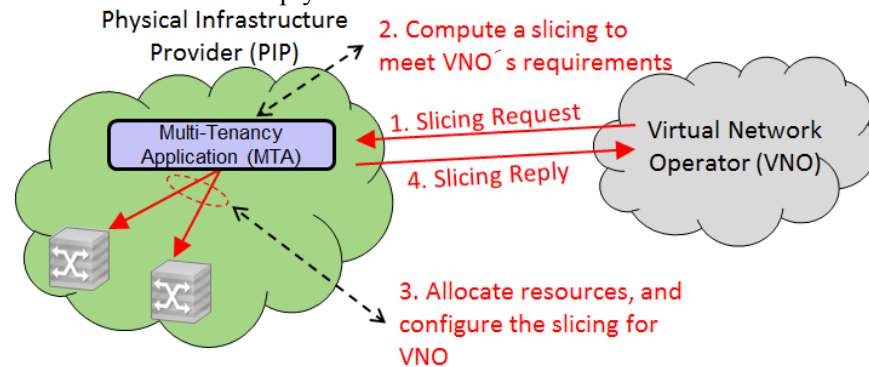 Physical Infrastructure
Provider (PIP)
2. Compute a slicing to
meet VNO´s requirements
1. Slicing Request
Multi-Tenancy
Application (MTA)
4. Slicing Reply
Virtual Network
Operator (VNO)
3. Allocate resources, and
configure the slicing for
VNO